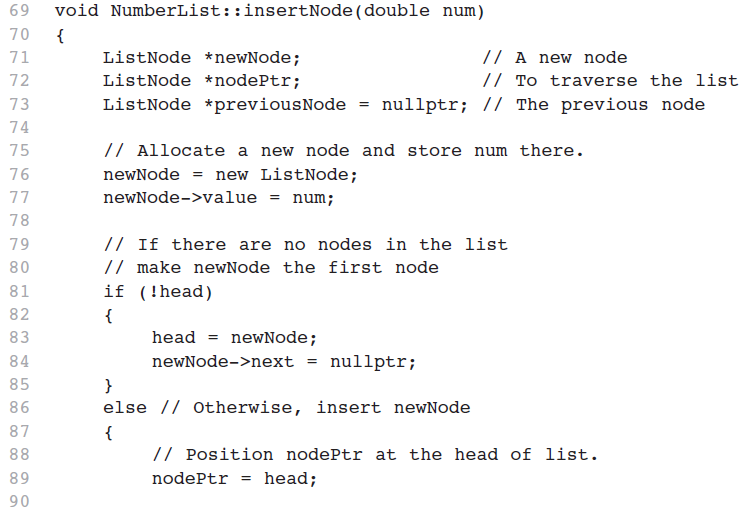 69 void NumberList::insertNode(double num)
70 {
71 ListNode *newNode; // A new node
72 ListNode *nodePtr; // To traverse the list
73 ListNode *previousNode = nullptr; // The previous node
74
75 // Allocate a new node and store num there.
76 newNode = new ListNode;
77 newNode->value = num;
78
79 // If there are no nodes in the list
80 // make newNode the first node
81 if (!head)
82 {
83 head = newNode;
84 newNode->next = nullptr;
85 }
86 else // Otherwise, insert newNode
87 {
88 // Position nodePtr at the head of list.
89 nodePtr = head;
90